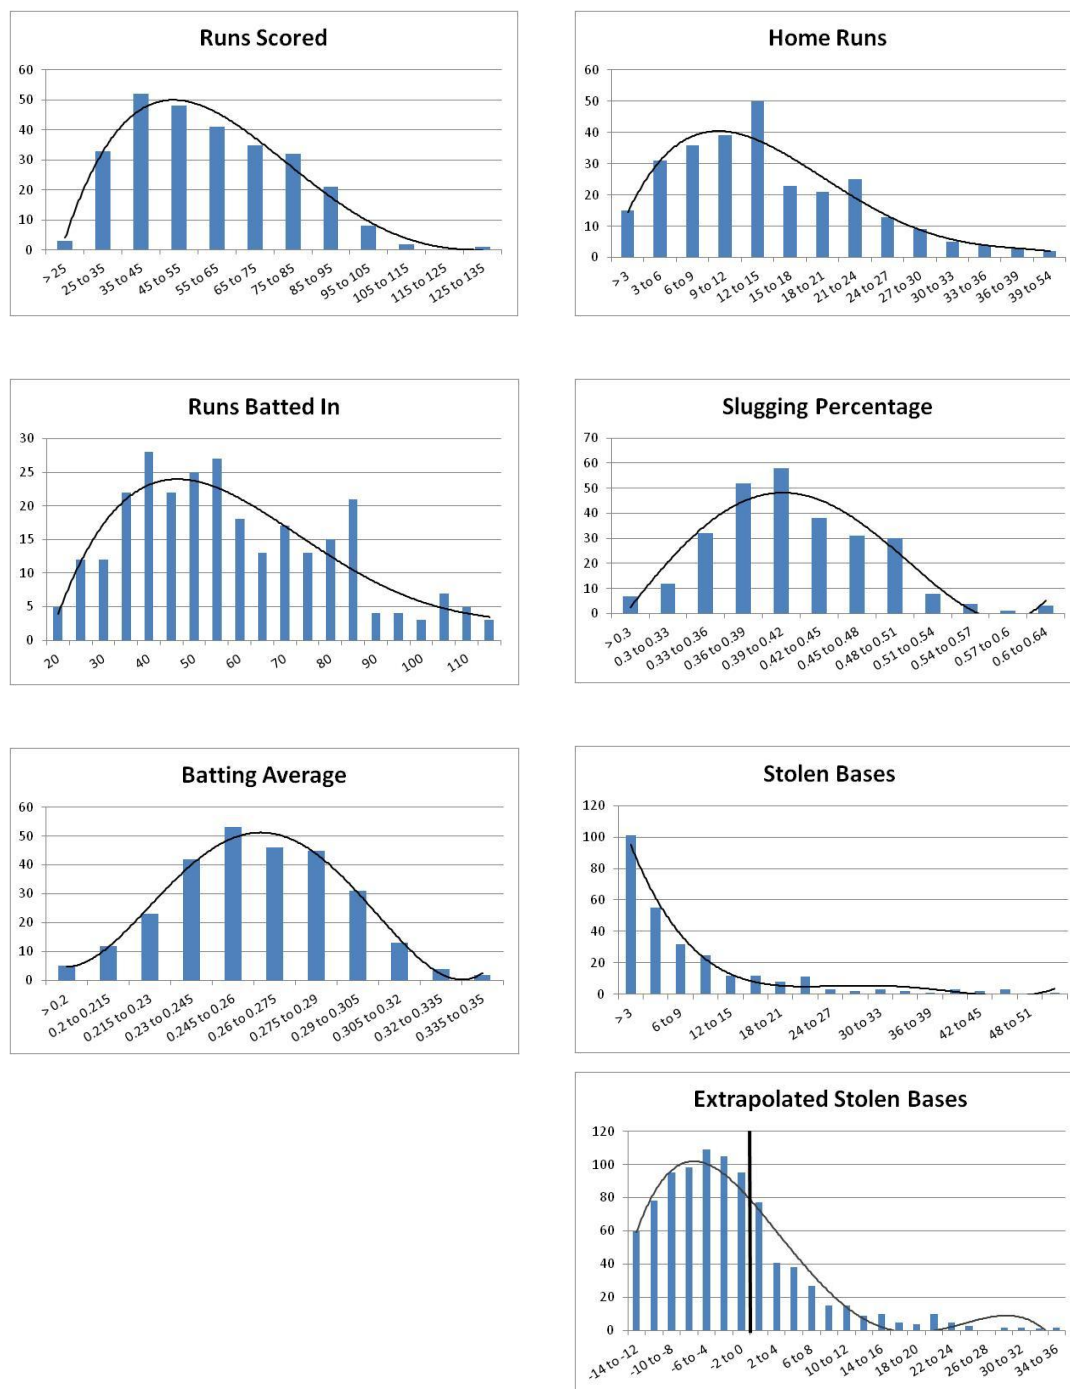 Runs Scored
60
50
40
30
20
10
0
> 25
25 to 35
35 to 45
45 to 55
55 to 65
65 to 75
75 to 85
85 to 95
95 to 105
105 to 115
115 to 125
125 to 135
Home Runs
60
50
40
30
20
10
0
> 3
3 to 6
6 to 9
9 to 12
12 to 15
15 to 18
18 to 21
21 to 24
24 to 27
27 to 30
30 to 33
33 to 36
36 to 39
39 to 54
Runs Batted In
30
25
20
15
10
5
0
20
30
40
50
60
70
80
90
100
110
Slugging Percentage
70
60
50
40
30
20
10
0
> 0.3
0.3 to 0.33
0.33 to 0.36
0.36 to 0.39
0.39 to 0.42
0.42 to 0.45
0.45 to 0.48
0.48 to 0.51
0.51 to 0.54
0.54 to 0.57
0.57 to 0.6
0.6 to 0.64
Batting Average
60
50
40
30
20
10
0
> 0.2
0.2 to 0.215
0.215 to 0.23
0.23 to 0.245
0.245 to 0.26
0.26 to 0.275
0.275 to 0.29
0.29 to 0.305
0.305 to 0.32
0.32 to 0.335
0.335 to 0.35
Stolen Bases
120
100
80
60
40
20
0
>3
6 to 9
12 to 15
18 to 21
24 to 27
30 to 33
36 to 39
42 to 45
48 to 51
Extrapolated Stolen Bases
120
100
80
60
40
20
0
-14 to -12
-10 to -8
-6 to -4
-2 to 0
2 to 4
6 to 8
10 to 12
14 to 16
18 to 20
22 to 24
26 to 28
30 to 32
34 to 36